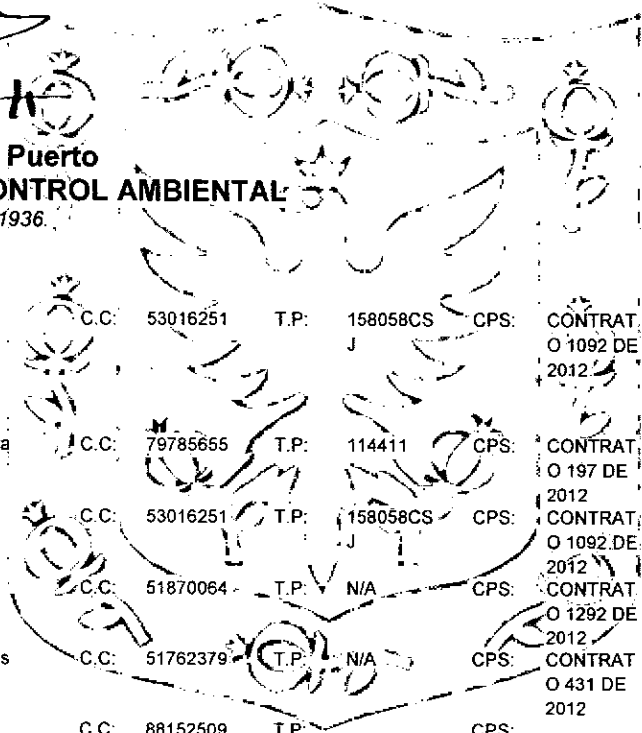 Puerto
ONTROL AMBIENTAL
1936.
C.C: 53016251 T.P: 158058CS CPS: CONTRAT
J O 1092 DE
2012
a C.C: 79785655 T.P: 114411 CPS: CONTRAT
O 197 DE
2012
C.C: 53016251 T.P: 158058CS CPS: CONTRAT
J O 1092 DE
2012
C.C: 51870064 T.P: N/A CPS: CONTRAT
O 1292 DE
2012
s C.C: 51762379 T.P: N/A CPS: CONTRAT
O 431 DE
2012
C.C: 88152509 T.P: CPS: